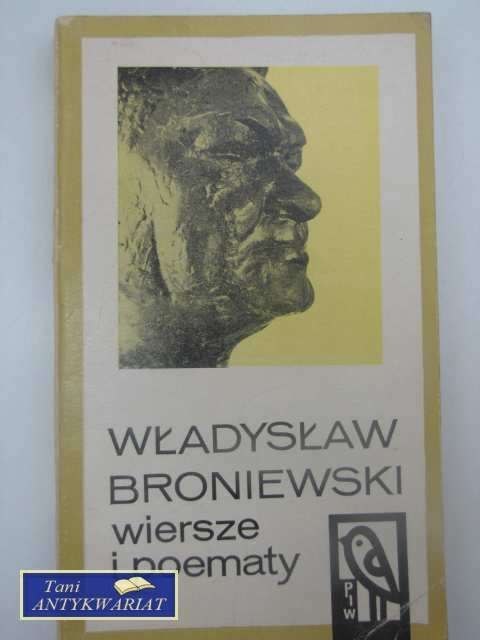 WŁADYSŁAW
BRONIEWSKI
wiersze
i poematy
PIW
Tani
ANTYKWARIAT